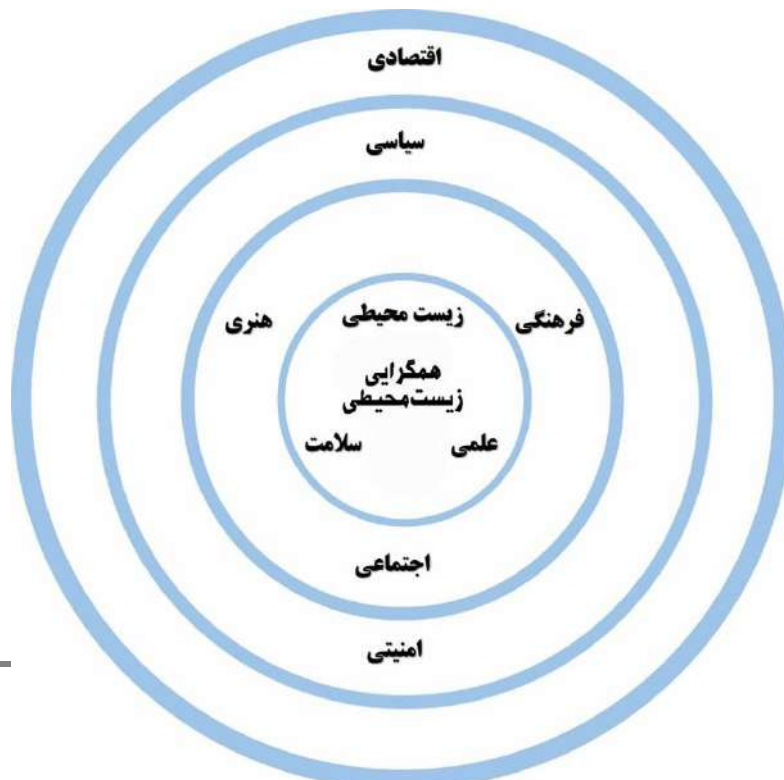 اقتصادی
سیاسی
فرهنگی
هنری
زیست محیطی
همگرایی
زیست‌محیطی
علمی
سلامت
اجتماعی
امنیتی